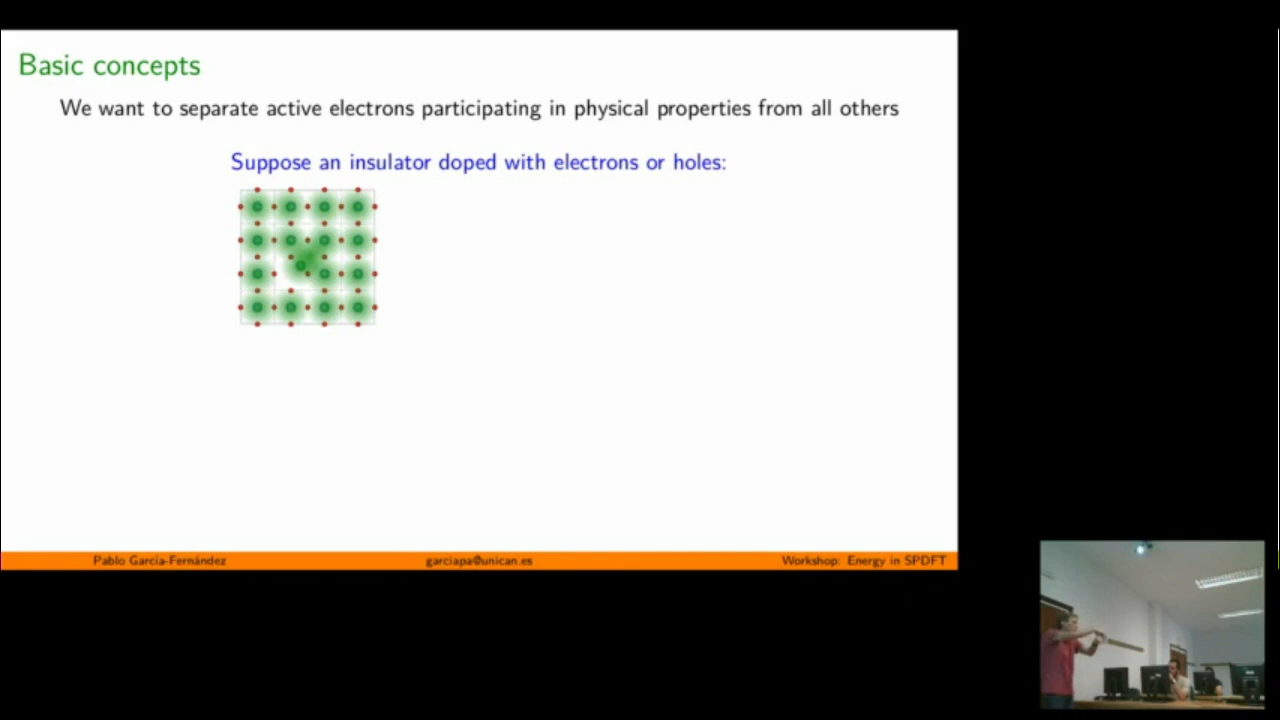 Basic concepts
We want to separate active electrons participating in physical properties from all others
Suppose an insulator doped with electrons or holes:
Pablo García-Fernández garciapa@unican.es Workshop: Energy in SPDFT